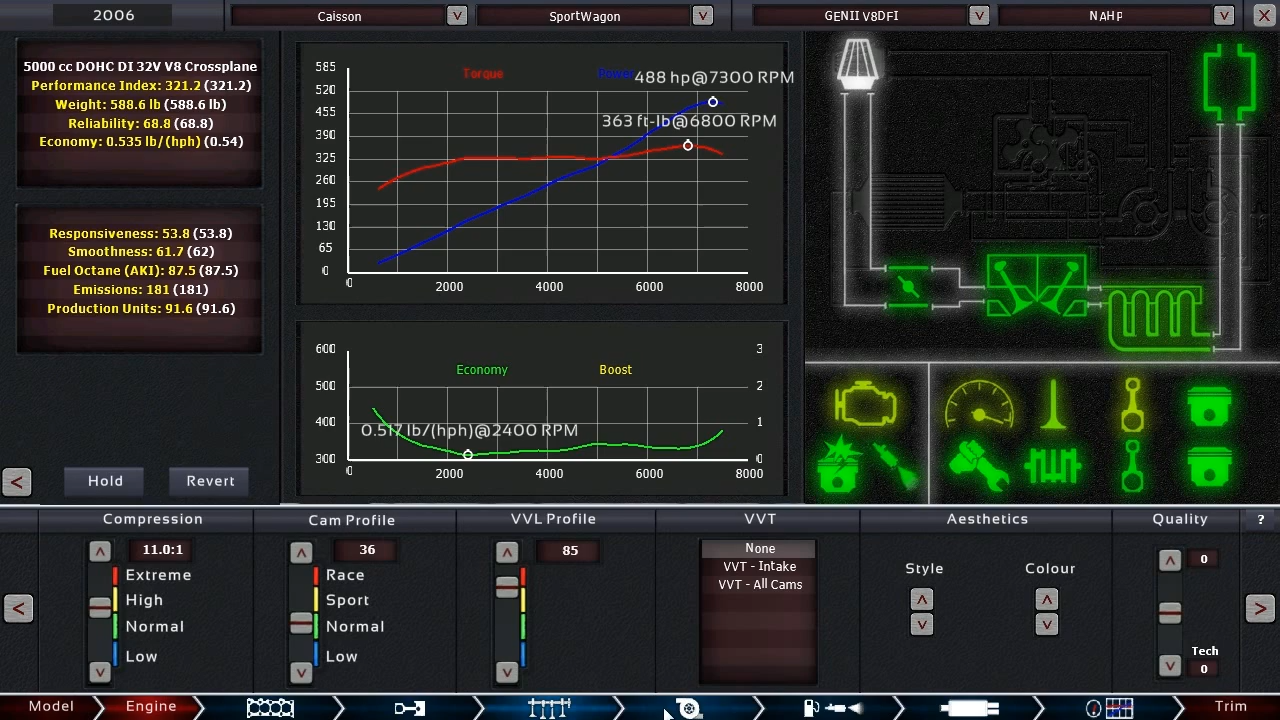 2006
Caisson
V
SportWagon
V
GENII V8DFI
V
NAHP
V
X
5000 cc DOHC DI 32V V8 Crossplane
Performance Index: 321.2 (321.2)
Weight: 588.6 lb (588.6 lb)
Reliability: 68.8 (68.8)
Economy: 0.535 lb/(hph) (0.54)
Responsiveness: 53.8 (53.8)
Smoothness: 61.7 (62)
Fuel Octane (AKI): 87.5 (87.5)
Emissions: 181 (181)
Production Units: 91.6 (91.6)
<
Hold
Revert
585
520
455
390
325
260
195
130
65
0
Torque
Power
488 hp@7300 RPM
363 ft-lb@6800 RPM
0
2000
4000
6000
8000
600
500
400
300
Economy
Boost
3
2
1
0
0.517 lb/(hph)@2400 RPM
0
2000
4000
6000
8000
<
Compression
11.0:1
Extreme
High
Normal
Low
Cam Profile
36
Race
Sport
Normal
Low
VVL Profile
85
VVT
None
VVT - Intake
VVT - All Cams
Aesthetics
Style
Colour
Quality
0
Tech
0
?
>
Model
Engine
Trim